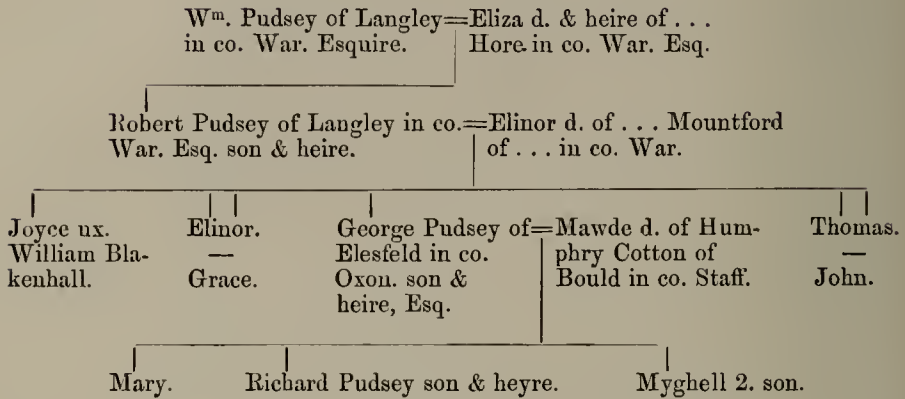 Wᵐ. Pudsey of Langley=Eliza d. & heire of . . .
in co. War. Esquire. Hore in co. War. Esq.
Robert Pudsey of Langley in co.=Elinor d. of . . . Mountford
War. Esq. son & heire. of . . . in co. War.
Joyce ux.
William Bla-
kenhall.
Elinor.
—
Grace.
George Pudsey of=Mawde d. of Hum-
Elesfeld in co. phry Cotton of
Oxon. son & Bould in co. Staff.
heire, Esq.
Thomas.
—
John.
Mary. Richard Pudsey son & heyre. Myghell 2. son.